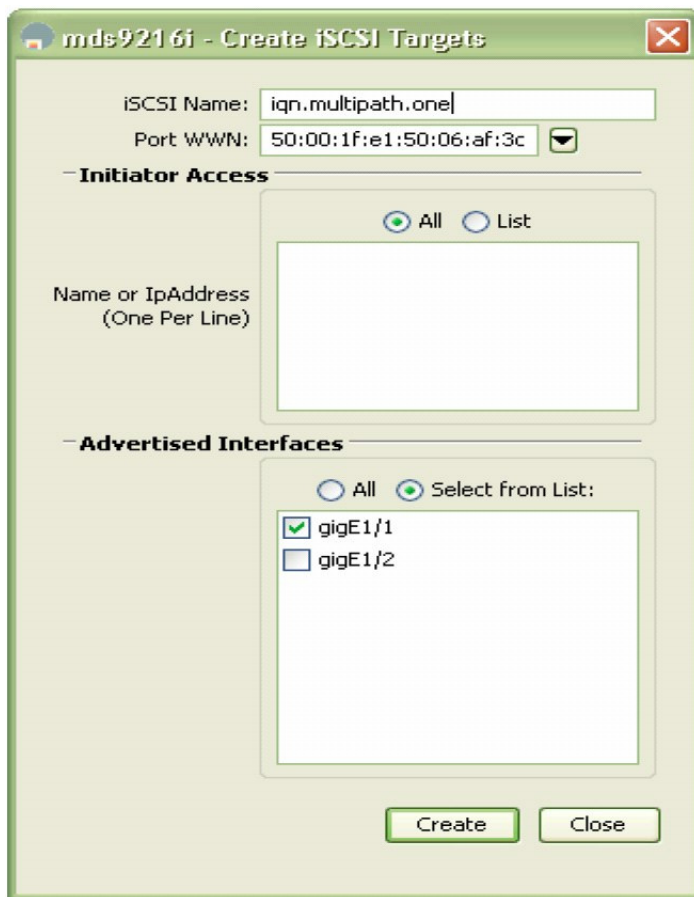 mds9216i - Create iSCSI Targets
iSCSI Name: iqn.multipath.one
Port WWN: 50:00:1f:e1:50:06:af:3c
Initiator Access
All List
Name or IpAddress
(One Per Line)
Advertised Interfaces
All Select from List:
gigE1/1
gigE1/2
Create Close